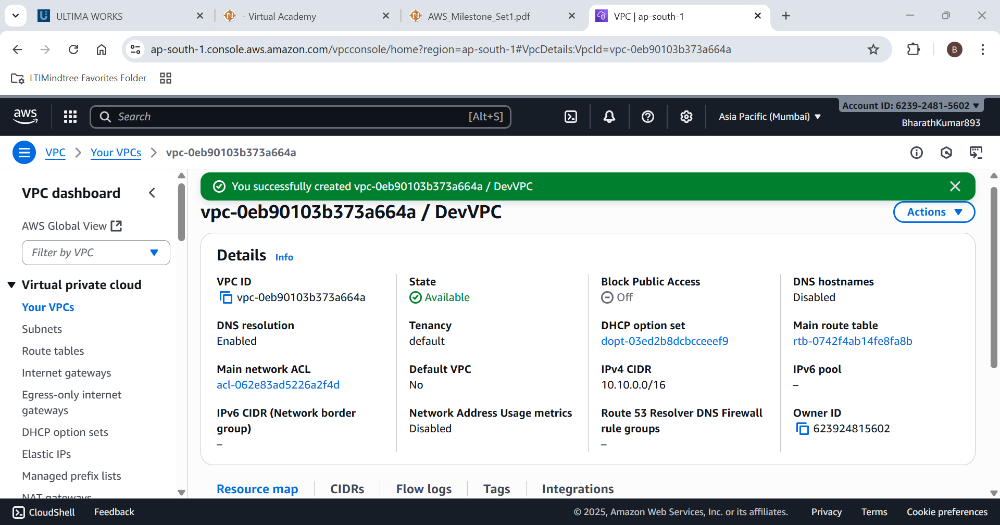 ULTIMA WORKS
- Virtual Academy
AWS_Milestone_Set1.pdf
VPC | ap-south-1
ap-south-1.console.aws.amazon.com/vpcconsole/home?region=ap-south-1#VpcDetails:VpcId=vpc-0eb90103b373a664a
B
LTIMindtree Favorites Folder
aws
Search
[Alt+S]
Asia Pacific (Mumbai)
Account ID: 6239-2481-5602
BharathKumar893
VPC
Your VPCs
vpc-0eb90103b373a664a
VPC dashboard
AWS Global View
Filter by VPC
Virtual private cloud
Your VPCs
Subnets
Route tables
Internet gateways
Egress-only internet
gateways
DHCP option sets
Elastic IPs
Managed prefix lists
NAT gateways
You successfully created vpc-0eb90103b373a664a / DevVPC
vpc-0eb90103b373a664a / DevVPC
Actions
Details Info
VPC ID
vpc-0eb90103b373a664a
State
Available
Block Public Access
Off
DNS hostnames
Disabled
DNS resolution
Enabled
Tenancy
default
DHCP option set
dopt-03ed2b8dcbcceeef9
Main route table
rtb-0742f4ab14fe8fa8b
Main network ACL
acl-062e83ad5226a2f4d
Default VPC
No
IPv4 CIDR
10.10.0.0/16
IPv6 pool
–
IPv6 CIDR (Network border
group)
–
Network Address Usage metrics
Disabled
Route 53 Resolver DNS Firewall
rule groups
–
Owner ID
623924815602
Resource map
CIDRs
Flow logs
Tags
Integrations
CloudShell
Feedback
© 2025, Amazon Web Services, Inc. or its affiliates.
Privacy
Terms
Cookie preferences